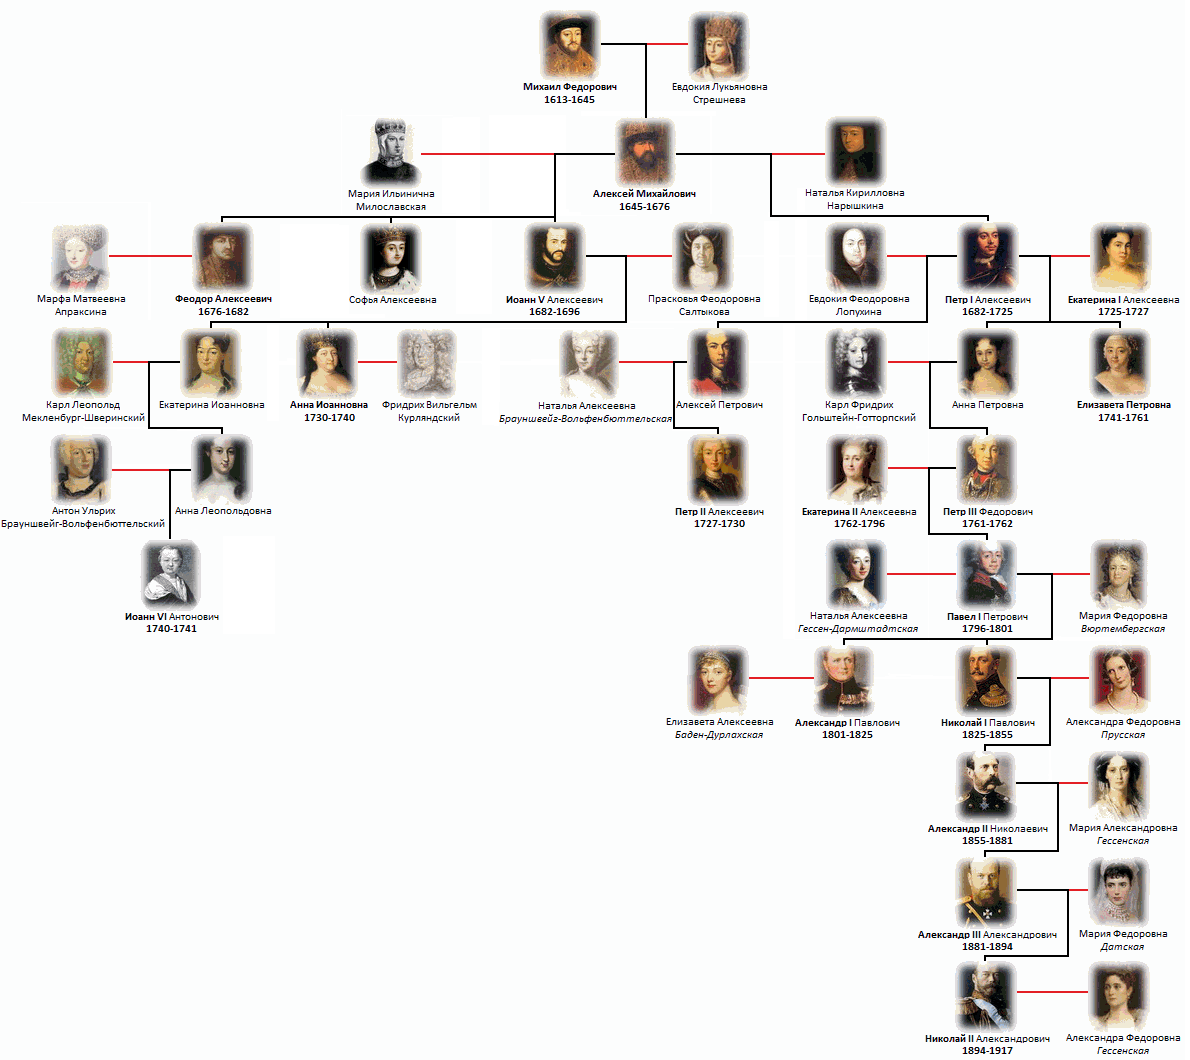 Михаил Федорович
1613-1645
Евдокия Лукьяновна
Стрешнева
Мария Ильинична
Милославская
Алексей Михайлович
1645-1676
Наталья Кирилловна
Нарышкина
Марфа Матвеевна
Апраксина
Феодор Алексеевич
1676-1682
Софья Алексеевна
Иоанн V Алексеевич
1682-1696
Прасковья Феодоровна
Салтыкова
Евдокия Феодоровна
Лопухина
Петр I Алексеевич
1682-1725
Екатерина I Алексеевна
1725-1727
Карл Леопольд
Мекленбург-Шверинский
Екатерина Иоанновна
Анна Иоанновна
1730-1740
Фридрих Вильгельм
Курляндский
Наталья Алексеевна
Брауншвейг-Вольфенбюттельская
Алексей Петрович
Карл Фридрих
Гольштейн-Готторпский
Анна Петровна
Елизавета Петровна
1741-1761
Антон Ульрих
Брауншвейг-Вольфенбюттельский
Анна Леопольдовна
Петр II Алексеевич
1727-1730
Екатерина II Алексеевна
1762-1796
Петр III Федорович
1761-1762
Иоанн VI Антонович
1740-1741
Наталья Алексеевна
Гессен-Дармштадтская
Павел I Петрович
1796-1801
Мария Федоровна
Вюртембергская
Елизавета Алексеевна
Баден-Дурлахская
Александр I Павлович
1801-1825
Николай I Павлович
1825-1855
Александра Федоровна
Прусская
Александр II Николаевич
1855-1881
Мария Александровна
Гессенская
Александр III Александрович
1881-1894
Мария Федоровна
Датская
Николай II Александрович
1894-1917
Александра Федоровна
Гессенская